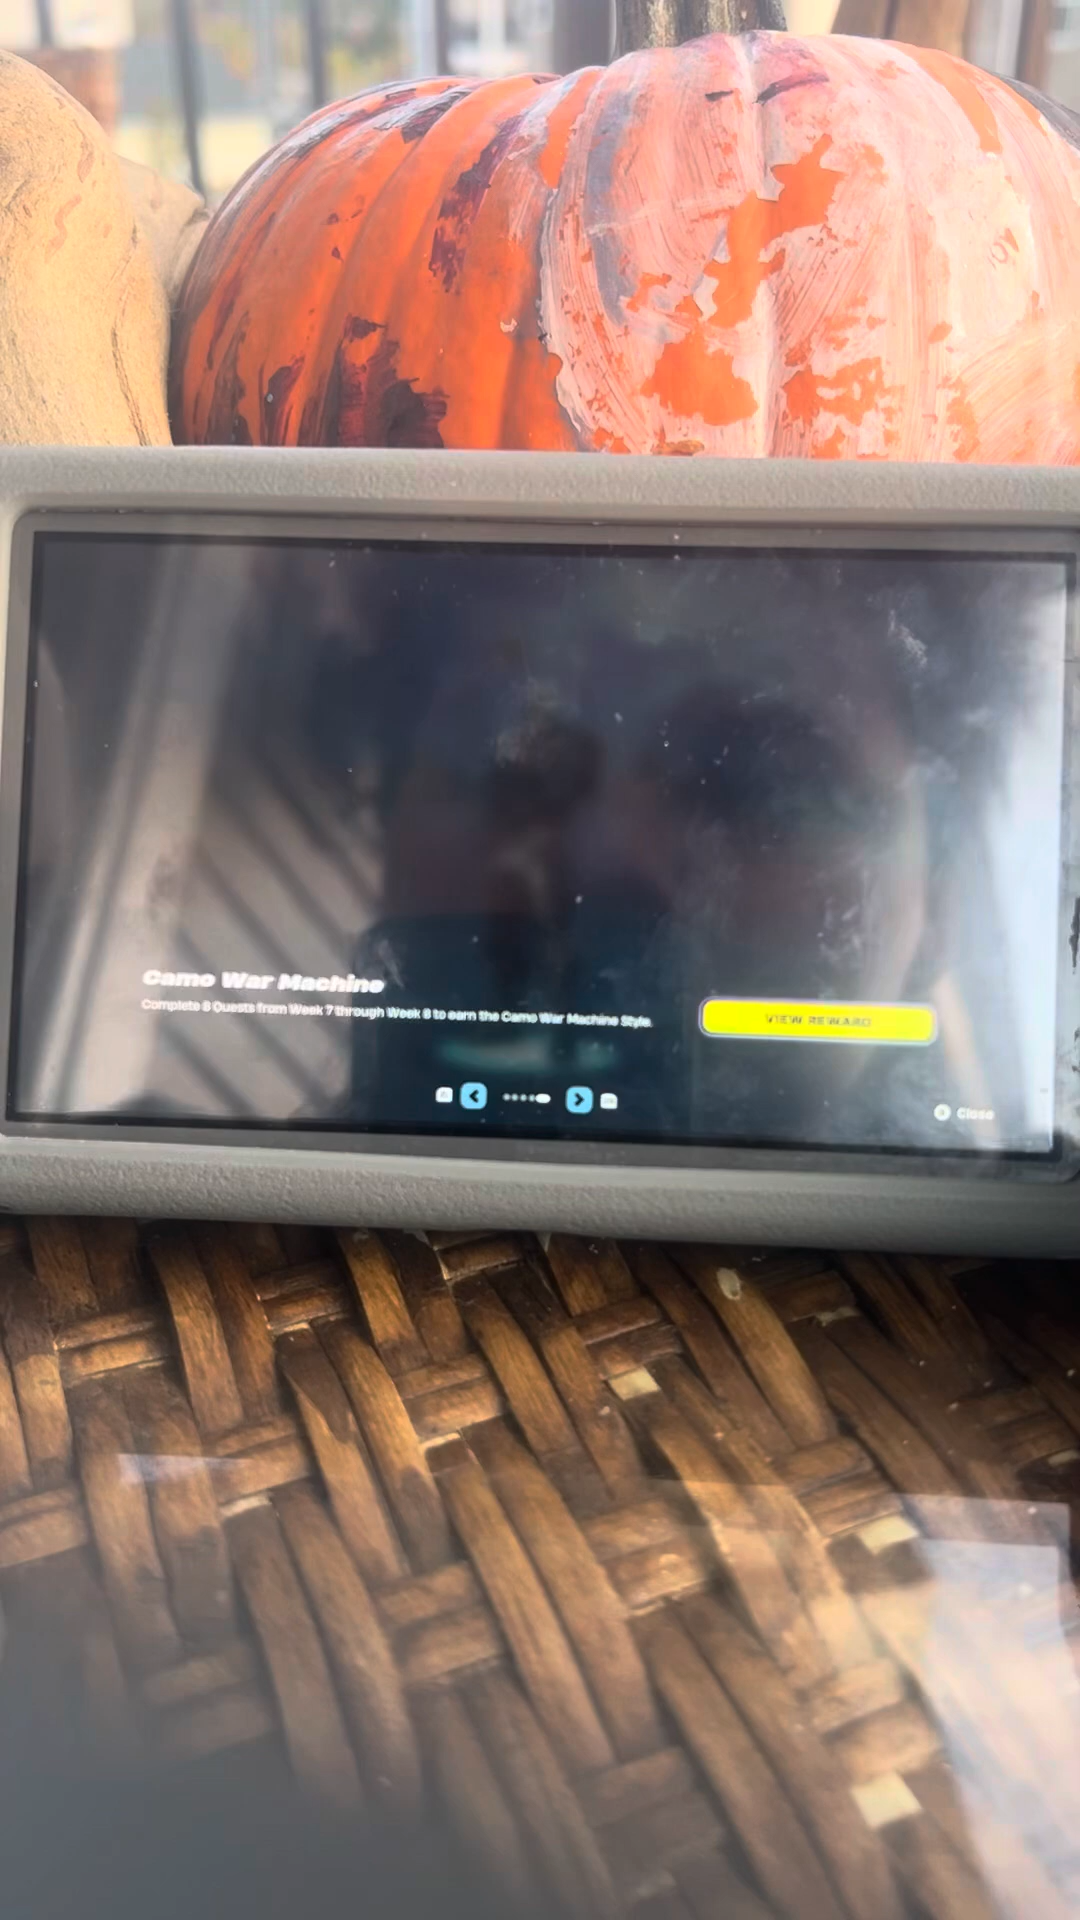 Camo War Machine
Complete 8 Quests from Week 7 through Week 8 to earn the Camo War Machine Style.
VIEW REWARD
Close